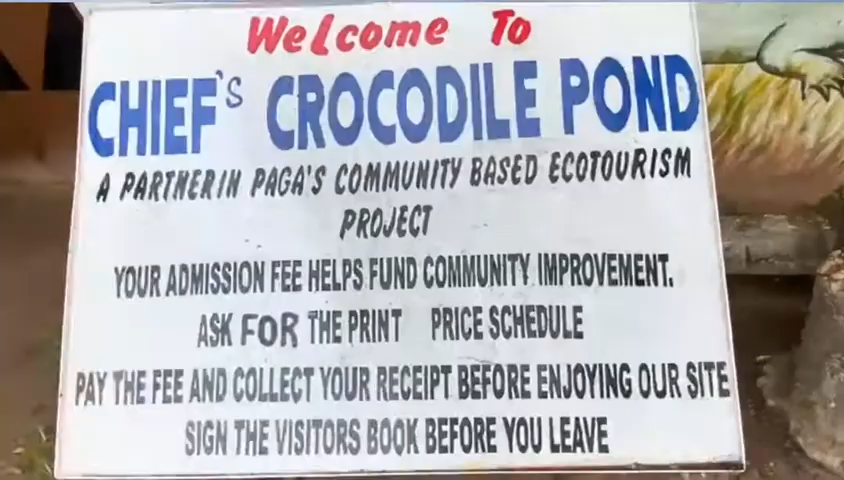 Welcome To
CHIEF's CROCODILE POND
A PARTNERIN PAGA'S COMMUNITY BASED ECOTOURISM
PROJECT
YOUR ADMISSION FEE HELPS FUND COMMUNITY IMPROVEMENT.
ASK FOR THE PRINT PRICE SCHEDULE
PAY THE FEE AND COLLECT YOUR RECEIPT BEFORE ENJOYING OUR SITE
SIGN THE VISITORS BOOK BEFORE YOU LEAVE